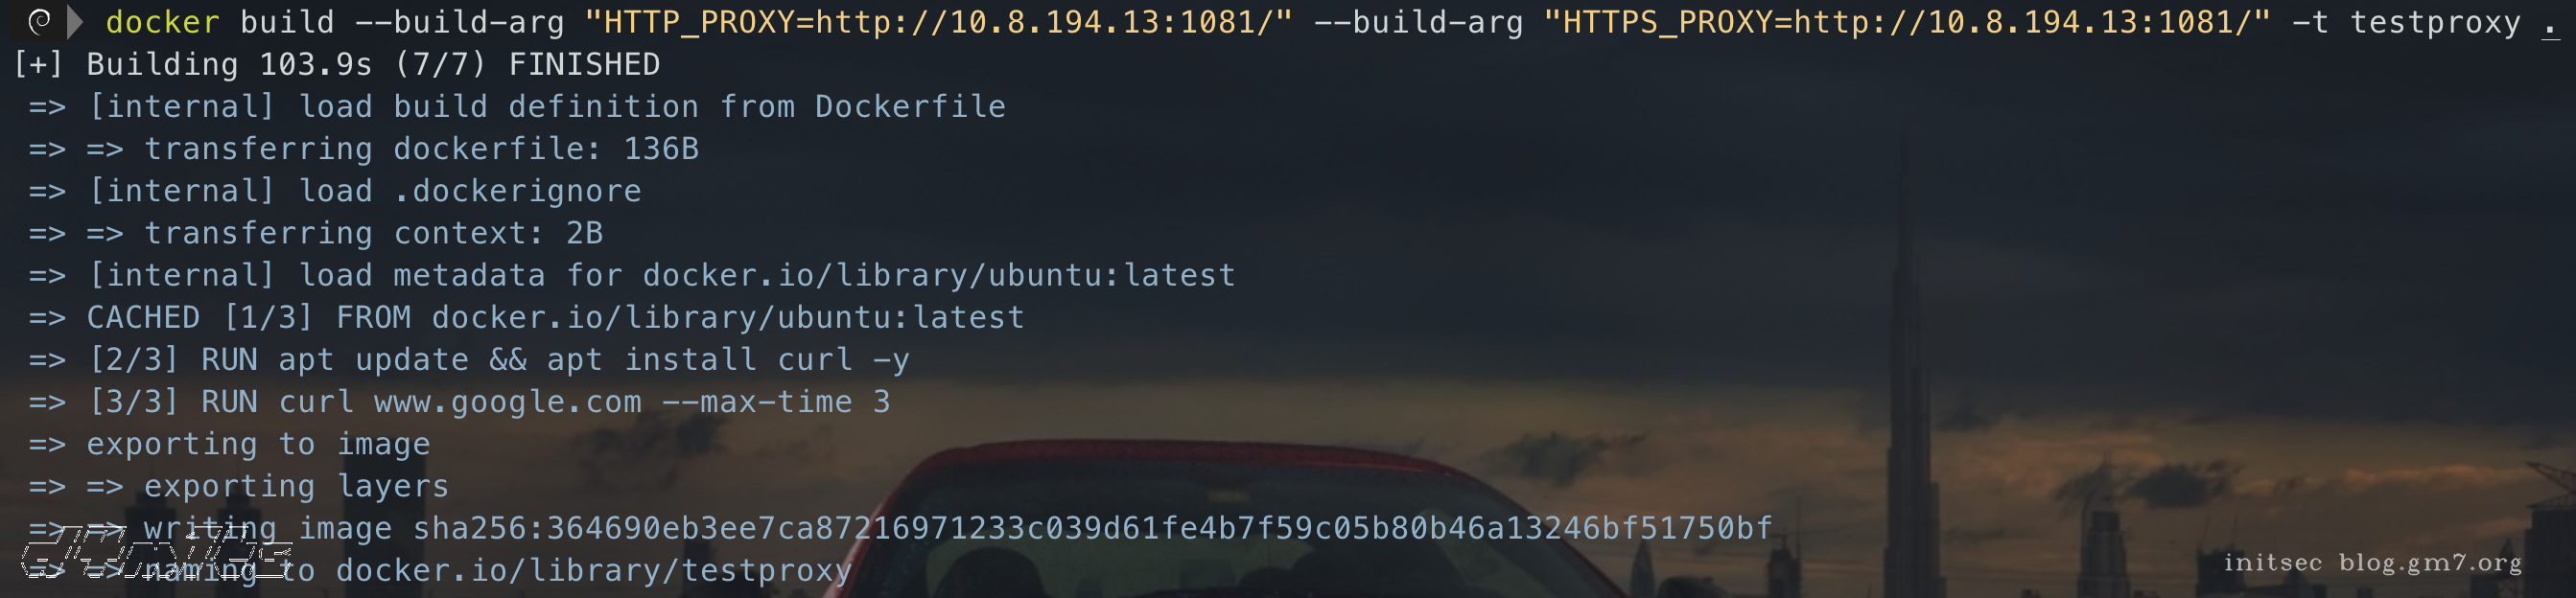 docker build --build-arg "HTTP_PROXY=http://10.8.194.13:1081/" --build-arg "HTTPS_PROXY=http://10.8.194.13:1081/" -t testproxy .
[+] Building 103.9s (7/7) FINISHED
=> [internal] load build definition from Dockerfile
=> => transferring dockerfile: 136B
=> [internal] load .dockerignore
=> => transferring context: 2B
=> [internal] load metadata for docker.io/library/ubuntu:latest
=> CACHED [1/3] FROM docker.io/library/ubuntu:latest
=> [2/3] RUN apt update && apt install curl -y
=> [3/3] RUN curl www.google.com --max-time 3
=> exporting to image
=> => exporting layers
=> => writing image sha256:364690eb3ee7ca87216971233c039d61fe4b7f59c05b80b46a13246bf51750bf
=> => naming to docker.io/library/testproxy
initsec blog.gm7.org